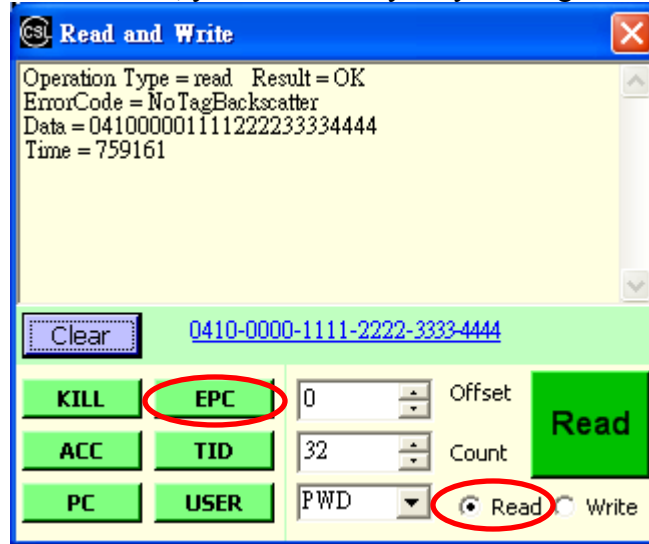 CSL Read and Write
Operation Type = read Result = OK
ErrorCode = NoTagBackscatter
Data = 041000001111222233334444
Time = 759161
Clear 0410-0000-1111-2222-3333-4444
KILL EPC 0 Offset
Read
ACC TID 32 Count
PC USER PWD Read Write